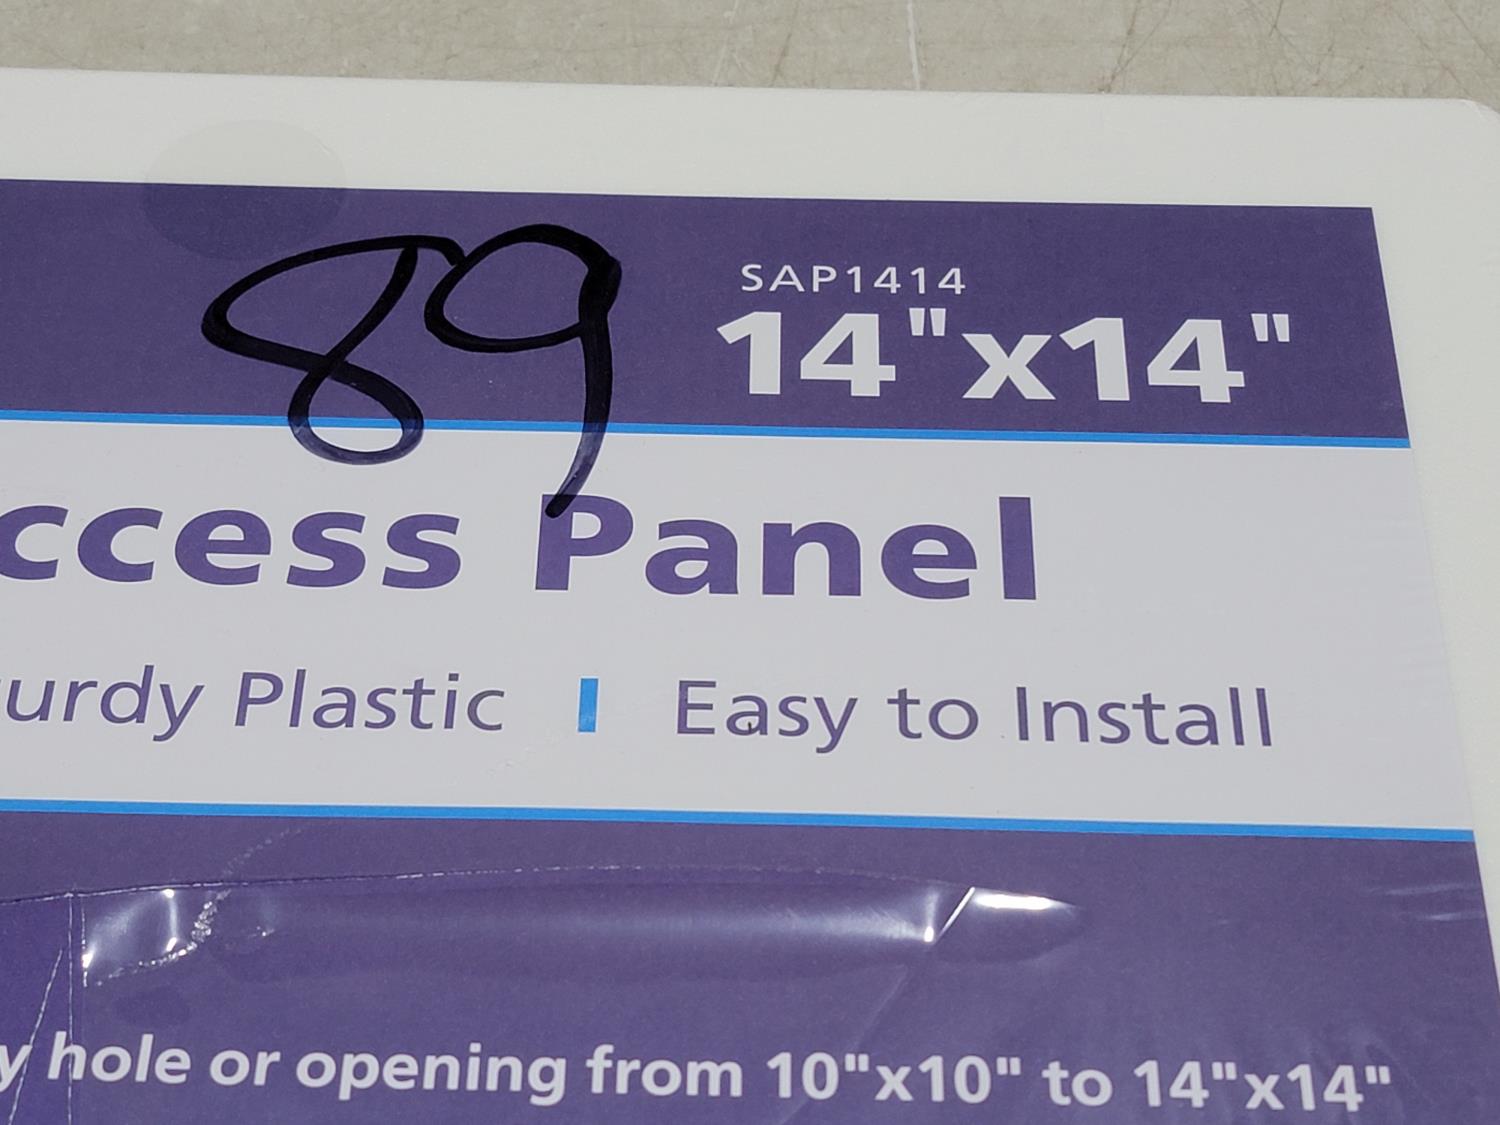 89
SAP1414
14"x14"
ccess Panel
urdy Plastic | Easy to Install
y hole or opening from 10"x10" to 14"x14"